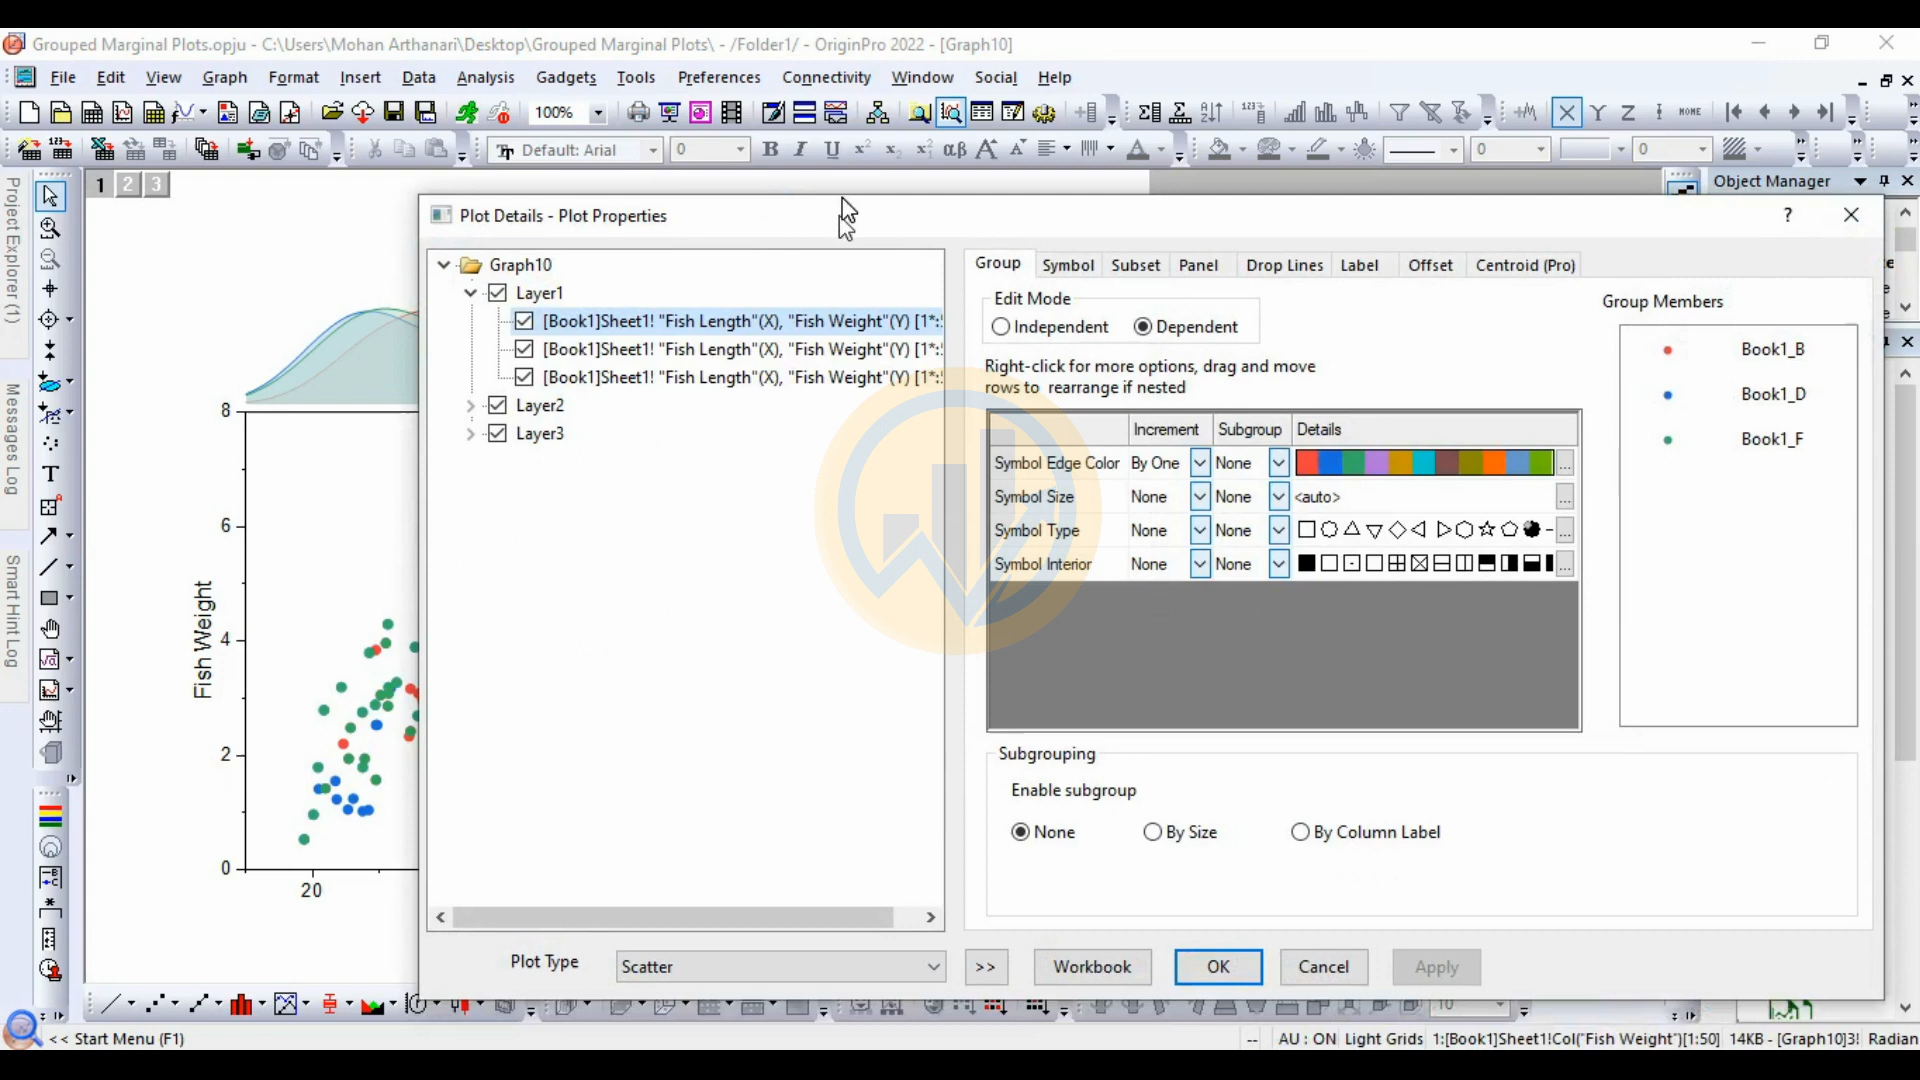 Grouped Marginal Plots.opju - C:\Users\Mohan Arthanari\Desktop\Grouped Marginal Plots\ - /Folder1/ - OriginPro 2022 - [Graph10]
File Edit View Graph Format Insert Data Analysis Gadgets Tools Preferences Connectivity Window Social Help
100%
X Y Z HOME
Default: Arial 0 B I U αβ A A A 0 0
1 2 3
Object Manager
Project Explorer (1)
Messages Log
Smart Hint Log
Plot Details - Plot Properties
Graph10
Layer1
[Book1]Sheet1! "Fish Length"(X), "Fish Weight"(Y) [1*:
[Book1]Sheet1! "Fish Length"(X), "Fish Weight"(Y) [1*:
[Book1]Sheet1! "Fish Length"(X), "Fish Weight"(Y) [1*:
Layer2
Layer3
Group Symbol Subset Panel Drop Lines Label Offset Centroid (Pro)
Edit Mode
Independent Dependent
Right-click for more options, drag and move
rows to rearrange if nested
Increment Subgroup Details
Symbol Edge Color By One None ...
Symbol Size None None <auto> ...
Symbol Type None None ...
Symbol Interior None None ...
Group Members
Book1_B
Book1_D
Book1_F
Subgrouping
Enable subgroup
None By Size By Column Label
Plot Type Scatter >> Workbook OK Cancel Apply
Fish Weight
8
6
4
2
0
20
10
<< Start Menu (F1)
-- AU : ON Light Grids 1:[Book1]Sheet1!Col("Fish Weight")[1:50] 14KB - [Graph10]3! Radian